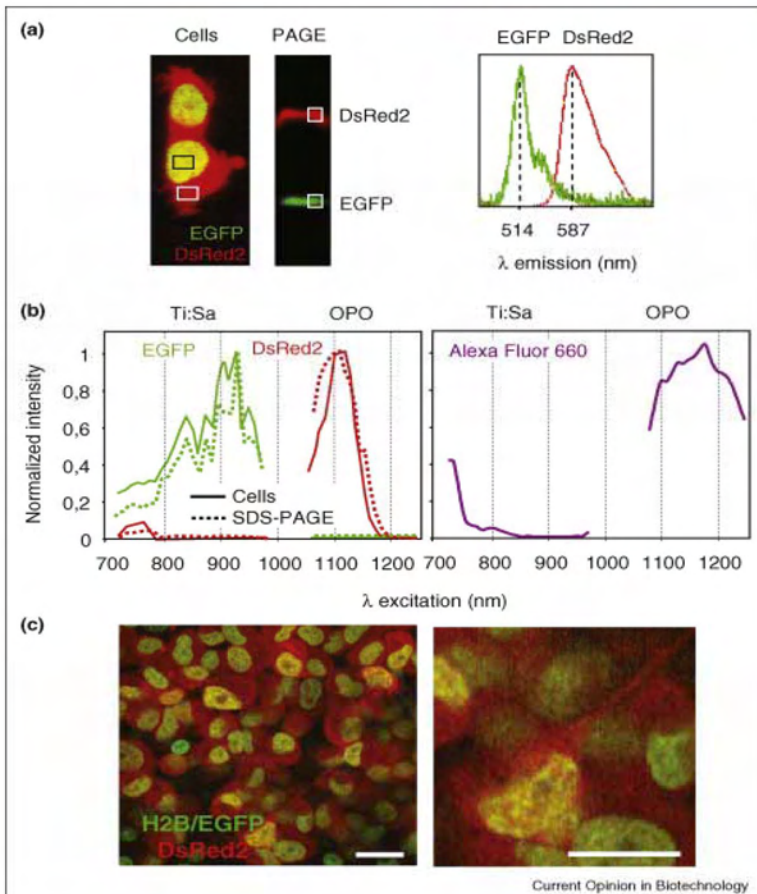 (a)
Cells PAGE EGFP DsRed2
DsRed2
EGFP
EGFP
DsRed2
514 587
λ emission (nm)
(b)
Ti:Sa OPO Ti:Sa OPO
EGFP DsRed2 Alexa Fluor 660
Normalized intensity
1
0,8
0,6
0,4
0,2
0
Cells
SDS-PAGE
700 800 900 1000 1100 1200 700 800 900 1000 1100 1200
λ excitation (nm)
(c)
H2B/EGFP
DsRed2
Current Opinion in Biotechnology